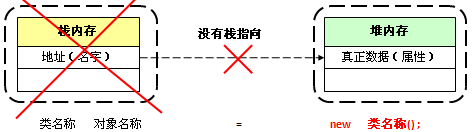 栈内存
堆内存
没有栈指向
地址（名字）
真正数据（属性）
类名称 对象名称 = new 类名称();